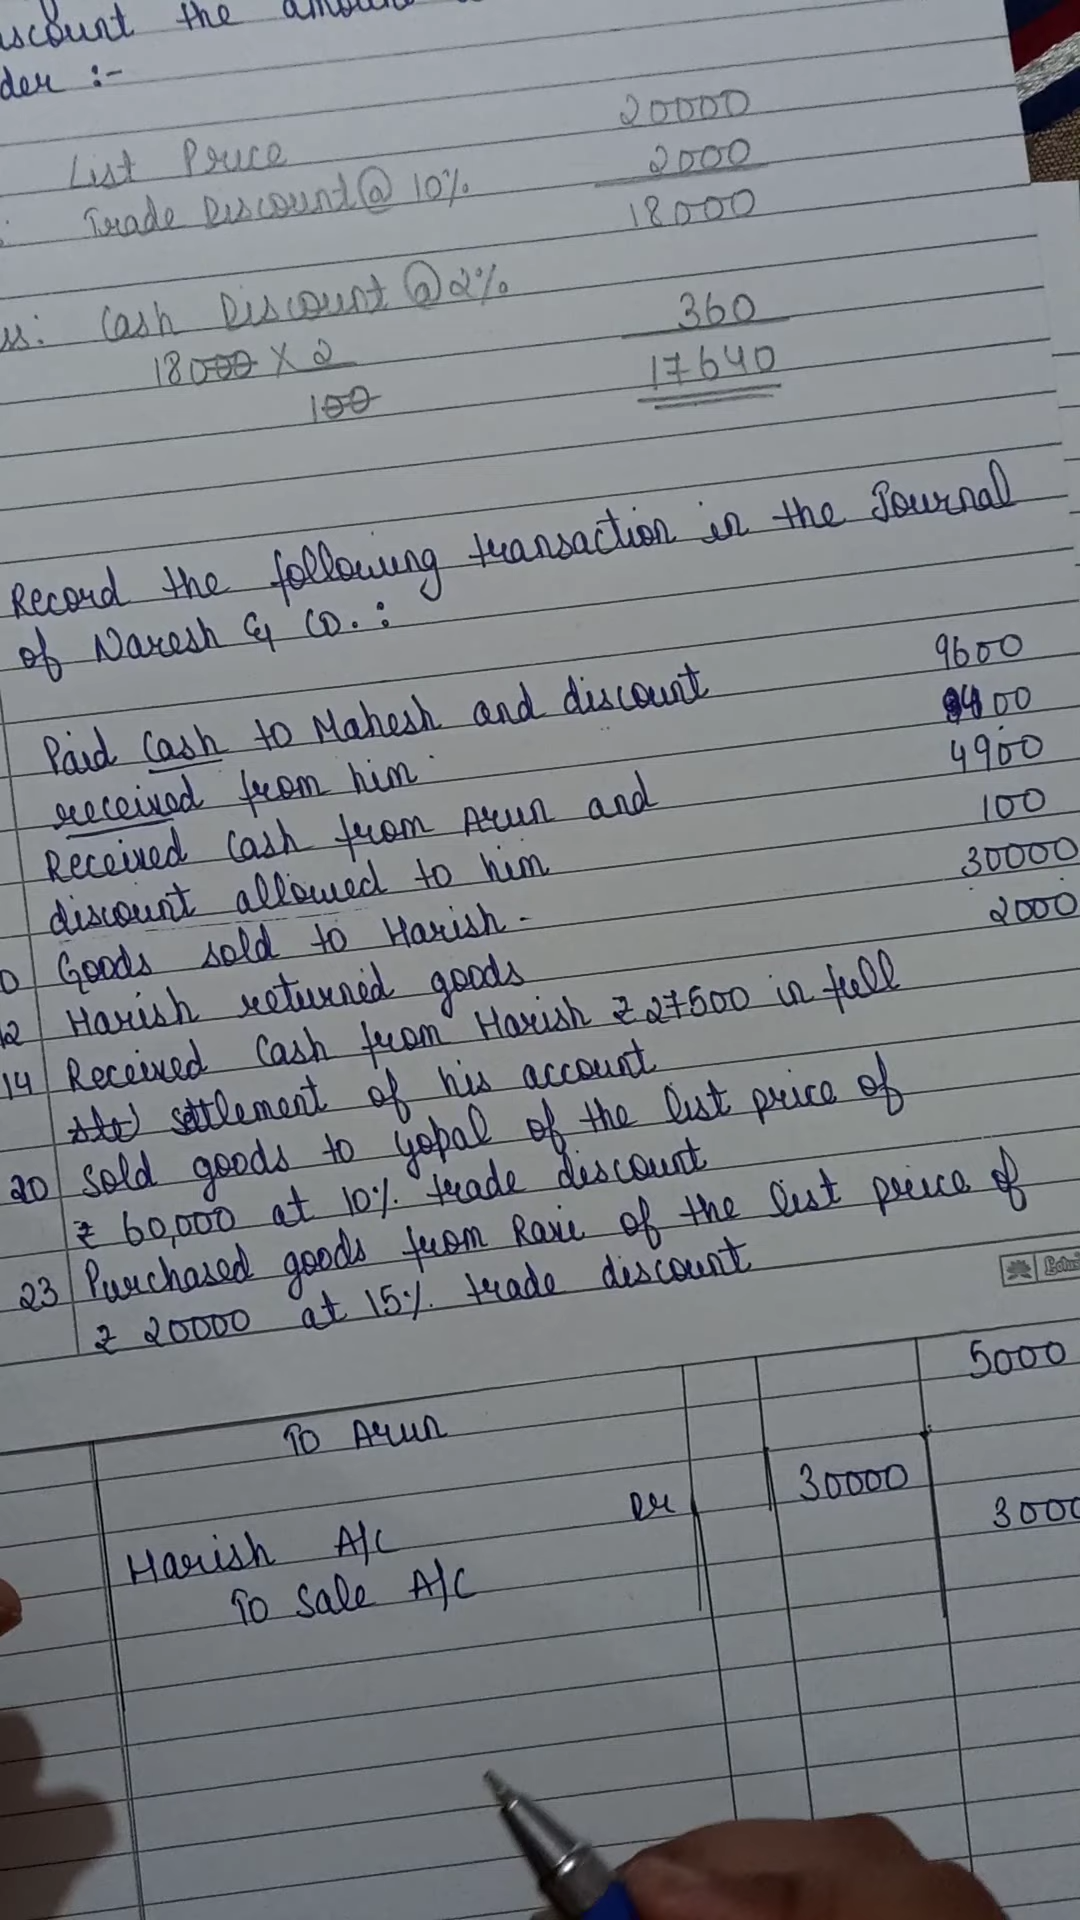 scount the
der :-
List Price 20000
Trade Discount @ 10% 2000
18000
ss: Cash Discount @ 2% 360
18000 X 2 17640
100
Record the following transaction in the Journal
of Naresh & CO. :
Paid Cash to Mahesh and discount 9600
received from him. 400
Received Cash from Arun and 4900
discount allowed to him 100
0 Goods sold to Harish - 30000
12 Harish returned goods 2000
14 Received Cash from Harish ₹ 27500 in full
settlement of his account
20 Sold goods to Gopal of the list price of
₹ 60,000 at 10% trade discount
23 Purchased goods from Ravi of the list price of
₹ 20000 at 15% trade discount
Lotus
To Arun 5000
Harish A/C Dr 30000
To Sale A/C 3000